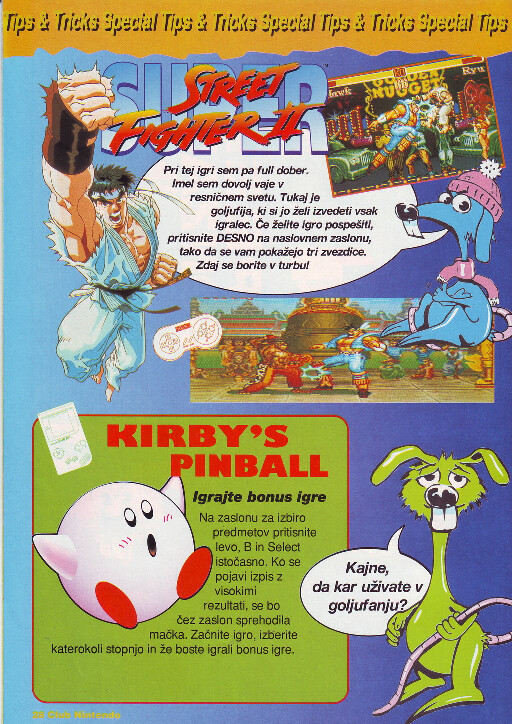 Tips & Tricks Special Tips & Tricks Special Tips & Tricks Special Tips
SUPER
STREET
FIGHTER II
Hawk
Ryu
GOLDEN
NUGGET
Pri tej igri sem pa full dober.
Imel sem dovolj vaje v
resničnem svetu. Tukaj je
goljufija, ki si jo želi izvedeti vsak
igralec. Če želite igro pospešiti,
pritisnite DESNO na naslovnem zaslonu,
tako da se vam pokažejo tri zvezdice.
Zdaj se borite v turbu!
KIRBY'S
PINBALL
Igrajte bonus igre
Na zaslonu za izbiro
predmetov pritisnite
levo, B in Select
istočasno. Ko se
pojavi izpis z
visokimi
rezultati, se bo
čez zaslon sprehodila
mačka. Začnite igro, izberite
katerokoli stopnjo in že boste igrali bonus igre.
Kajne,
da kar uživate v
goljufanju?
Club Nintendo